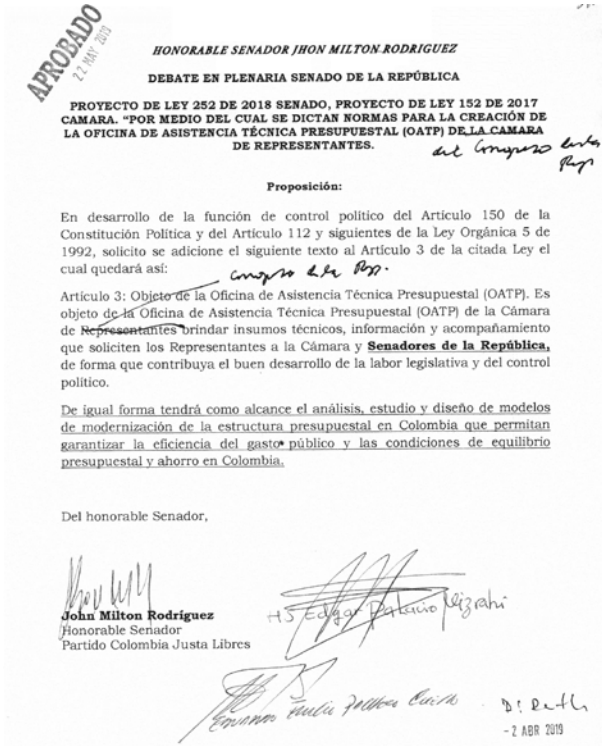 APROBADO
22 MAY 2019
HONORABLE SENADOR JHON MILTON RODRIGUEZ
DEBATE EN PLENARIA SENADO DE LA REPÚBLICA
PROYECTO DE LEY 252 DE 2018 SENADO, PROYECTO DE LEY 152 DE 2017
CAMARA. “POR MEDIO DEL CUAL SE DICTAN NORMAS PARA LA CREACIÓN DE
LA OFICINA DE ASISTENCIA TÉCNICA PRESUPUESTAL (OATP) DE LA CAMARA
DE REPRESENTANTES.
del Congreso de la
Rep
Proposición:
En desarrollo de la función de control político del Artículo 150 de la
Constitución Política y del Artículo 112 y siguientes de la Ley Orgánica 5 de
1992, solicito se adicione el siguiente texto al Artículo 3 de la citada Ley el
cual quedará así:
Congreso de la Rep.
Artículo 3: Objeto de la Oficina de Asistencia Técnica Presupuestal (OATP). Es
objeto de la Oficina de Asistencia Técnica Presupuestal (OATP) de la Cámara
de Representantes brindar insumos técnicos, información y acompañamiento
que soliciten los Representantes a la Cámara y Senadores de la República,
de forma que contribuya el buen desarrollo de la labor legislativa y del control
político.
De igual forma tendrá como alcance el análisis, estudio y diseño de modelos
de modernización de la estructura presupuestal en Colombia que permitan
garantizar la eficiencia del gasto público y las condiciones de equilibrio
presupuestal y ahorro en Colombia.
Del honorable Senador,
John Milton Rodríguez
Honorable Senador
Partido Colombia Justa Libres
HS Edgar Palacio Mizrahi
- 2 ABR 2019